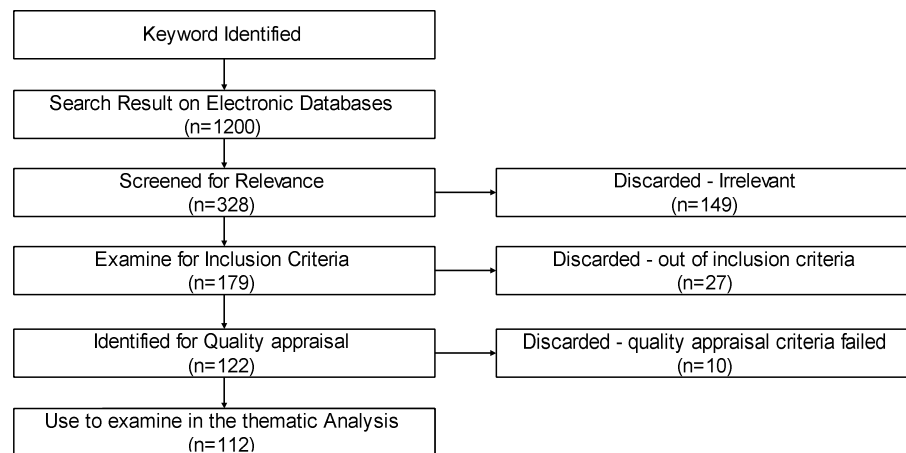 Keyword Identified
Search Result on Electronic Databases
(n=1200)
Screened for Relevance
(n=328)
Discarded - Irrelevant
(n=149)
Examine for Inclusion Criteria
(n=179)
Discarded - out of inclusion criteria
(n=27)
Identified for Quality appraisal
(n=122)
Discarded - quality appraisal criteria failed
(n=10)
Use to examine in the thematic Analysis
(n=112)